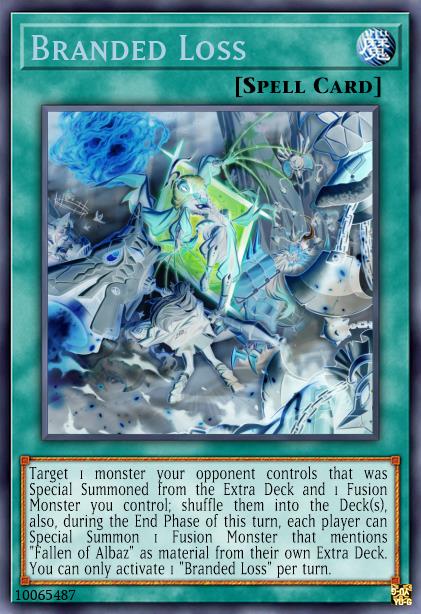 Branded Loss
魔
[Spell Card]
Target 1 monster your opponent controls that was
Special Summoned from the Extra Deck and 1 Fusion
Monster you control; shuffle them into the Deck(s),
also, during the End Phase of this turn, each player can
Special Summon 1 Fusion Monster that mentions
"Fallen of Albaz" as material from their own Extra Deck.
You can only activate 1 "Branded Loss" per turn.
10065487